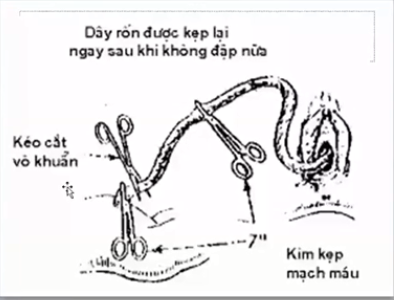 Dây rốn được kẹp lại
ngay sau khi không đập nữa
Kéo cắt
vô khuẩn
7"
Kim kẹp
mạch máu